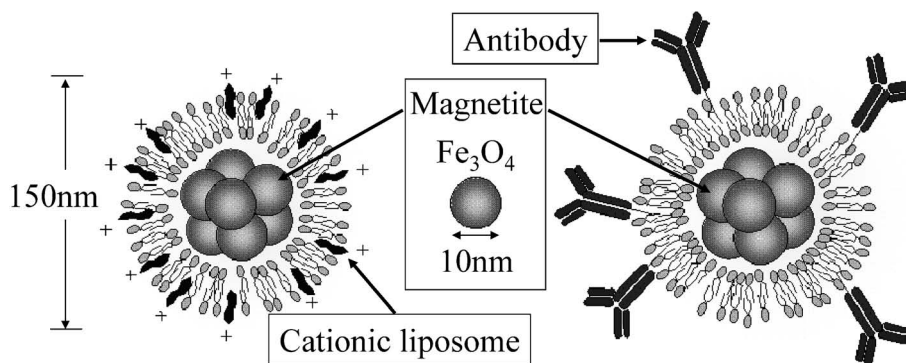 Antibody
Magnetite
Fe₃O₄
150nm
10nm
Cationic liposome
+
+
+
+
+
+
+
+
+
+
+